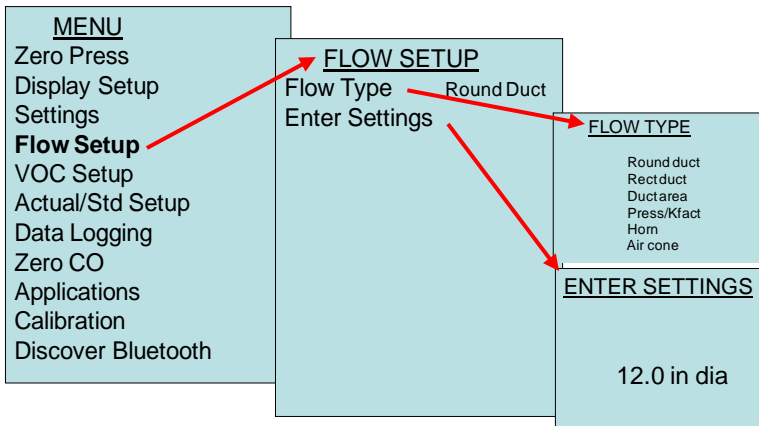 MENU
Zero Press
Display Setup
Settings
Flow Setup
VOC Setup
Actual/Std Setup
Data Logging
Zero CO
Applications
Calibration
Discover Bluetooth
FLOW SETUP
Flow Type Round Duct
Enter Settings
FLOW TYPE
Round duct
Rect duct
Duct area
Press/Kfact
Horn
Air cone
ENTER SETTINGS
12.0 in dia